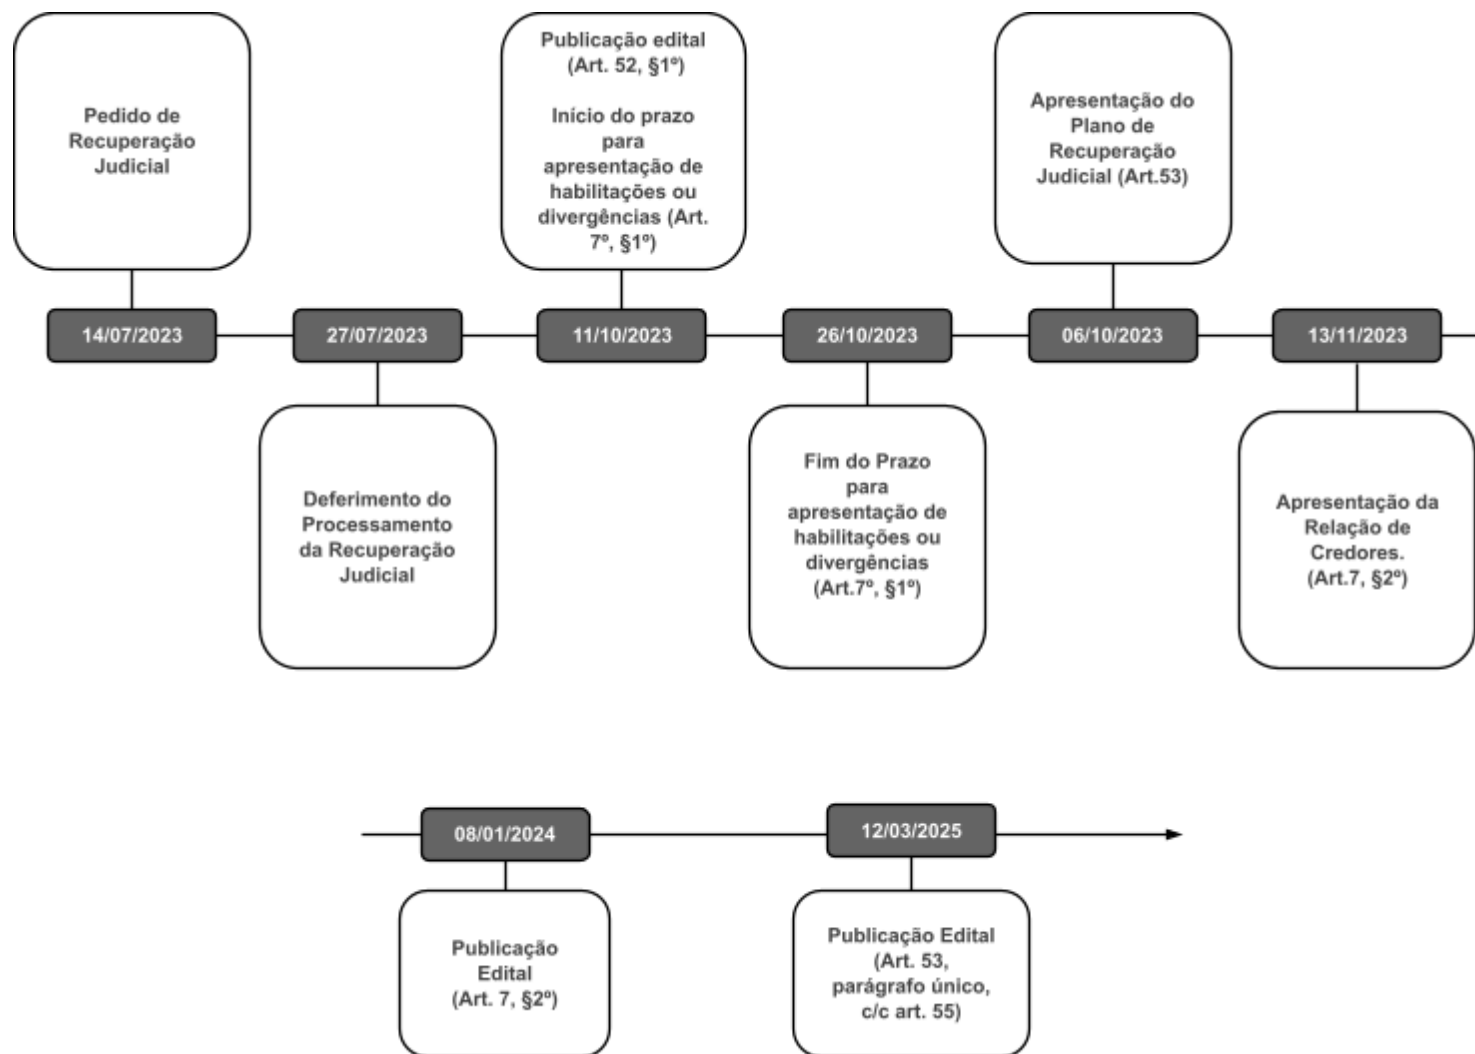 Pedido de
Recuperação
Judicial
Publicação edital
(Art. 52, §1º)
Início do prazo
para
apresentação de
habilitações ou
divergências (Art.
7º, §1º)
Apresentação do
Plano de
Recuperação
Judicial (Art.53)
14/07/2023
27/07/2023
11/10/2023
26/10/2023
06/10/2023
13/11/2023
Deferimento do
Processamento
da Recuperação
Judicial
Fim do Prazo
para
apresentação de
habilitações ou
divergências
(Art.7º, §1º)
Apresentação da
Relação de
Credores.
(Art.7, §2º)
08/01/2024
12/03/2025
Publicação
Edital
(Art. 7, §2º)
Publicação Edital
(Art. 53,
parágrafo único,
c/c art. 55)